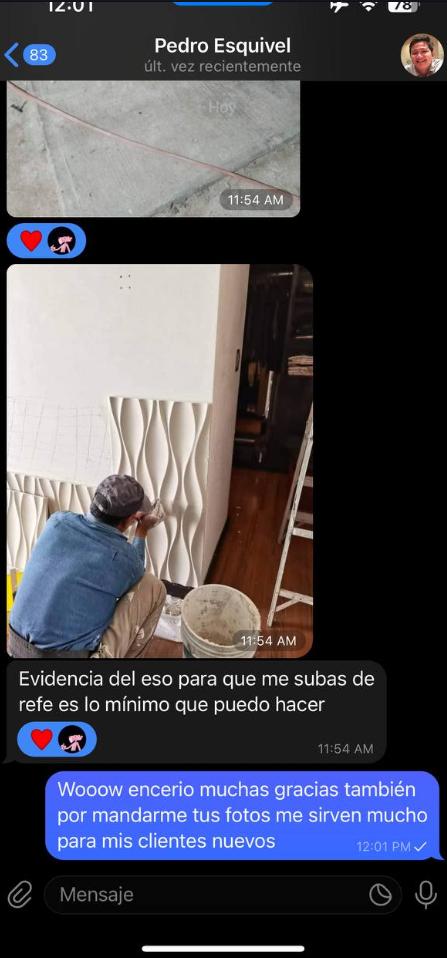 12:01
78
83
Pedro Esquivel
últ. vez recientemente
Hoy
11:54 AM
11:54 AM
Evidencia del eso para que me subas de
refe es lo mínimo que puedo hacer
11:54 AM
Wooow encerio muchas gracias también
por mandarme tus fotos me sirven mucho
para mis clientes nuevos
12:01 PM
Mensaje